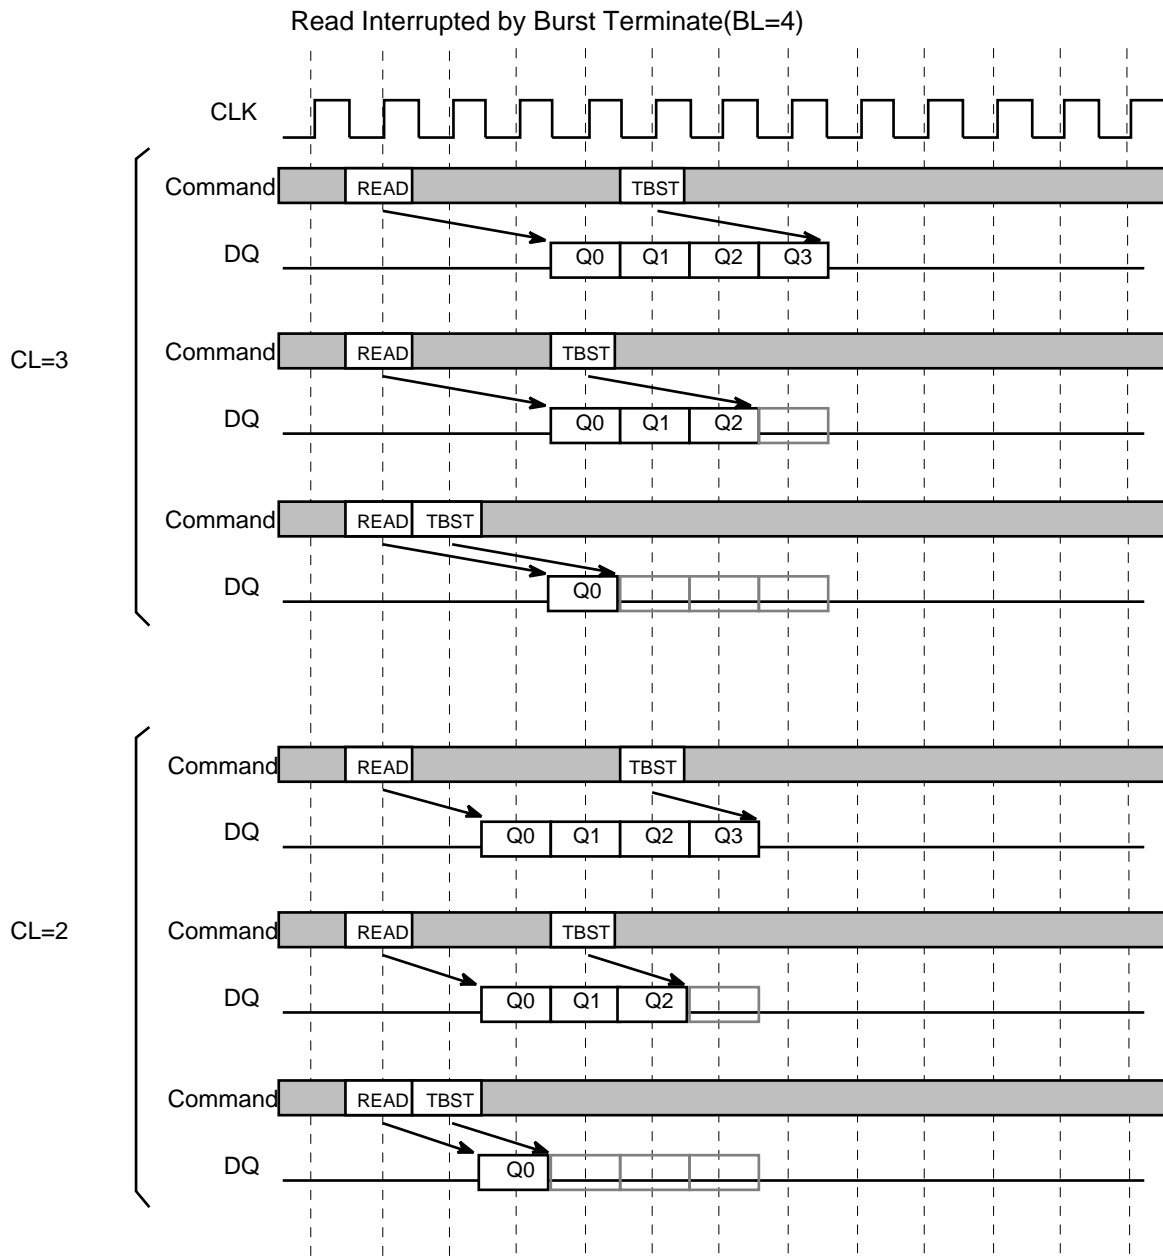 Read Interrupted by Burst Terminate(BL=4)
CLK
Command READ TBST
DQ Q0 Q1 Q2 Q3
CL=3
Command READ TBST
DQ Q0 Q1 Q2
Command READ TBST
DQ Q0
Command READ TBST
DQ Q0 Q1 Q2 Q3
CL=2
Command READ TBST
DQ Q0 Q1 Q2
Command READ TBST
DQ Q0